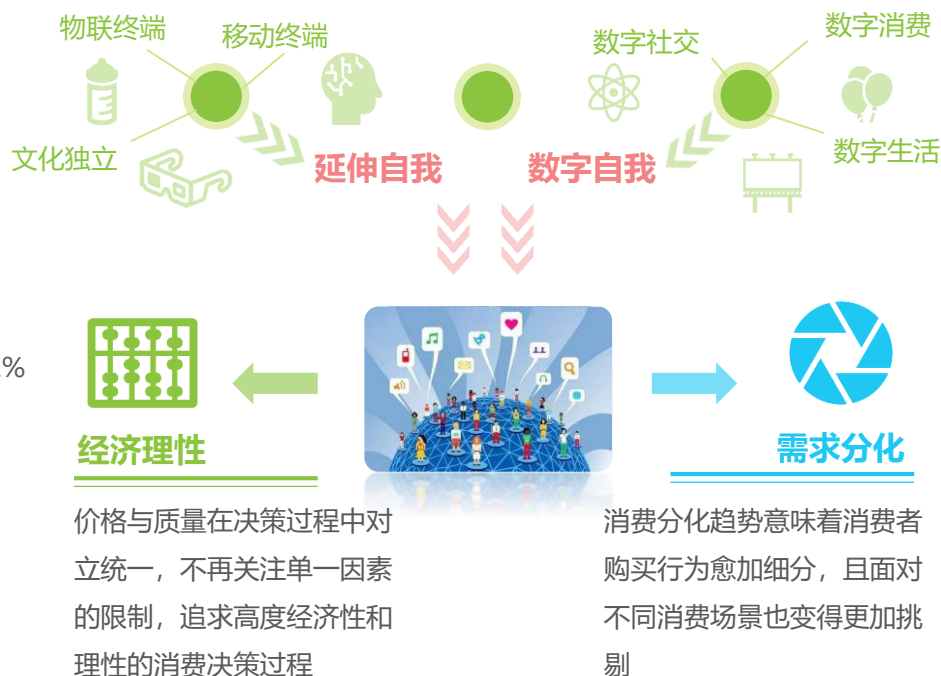 物联终端
移动终端
数字社交
数字消费
文化独立
延伸自我
数字自我
数字生活
%
经济理性
需求分化
价格与质量在决策过程中对
立统一，不再关注单一因素
的限制，追求高度经济性和
理性的消费决策过程
消费分化趋势意味着消费者
购买行为愈加细分，且面对
不同消费场景也变得更加挑
剔